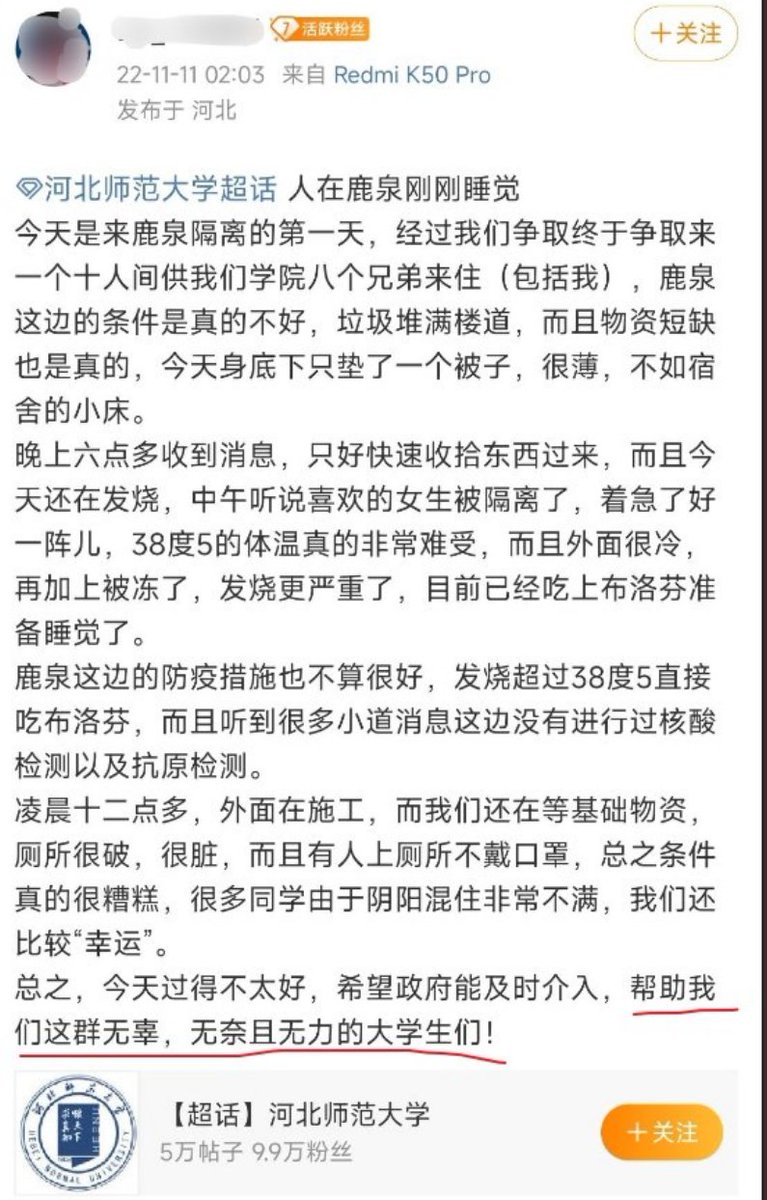 7 活跃粉丝
+关注
22-11-11 02:03 来自 Redmi K50 Pro
发布于 河北
河北师范大学超话 人在鹿泉刚刚睡觉
今天是来鹿泉隔离的第一天，经过我们争取终于争取来
一个十人间供我们学院八个兄弟来住（包括我），鹿泉
这边的条件是真的不好，垃圾堆满楼道，而且物资短缺
也是真的，今天身底下只垫了一个被子，很薄，不如宿
舍的小床。
晚上六点多收到消息，只好快速收拾东西过来，而且今
天还在发烧，中午听说喜欢的女生被隔离了，着急了好
一阵儿，38度5的体温真的非常难受，而且外面很冷，
再加上被冻了，发烧更严重了，目前已经吃上布洛芬准
备睡觉了。
鹿泉这边的防疫措施也不算很好，发烧超过38度5直接
吃布洛芬，而且听到很多小道消息这边没有进行过核酸
检测以及抗原检测。
凌晨十二点多，外面在施工，而我们还在等基础物资，
厕所很破，很脏，而且有人上厕所不戴口罩，总之条件
真的很糟糕，很多同学由于阴阳混住非常不满，我们还
比较“幸运”。
总之，今天过得不太好，希望政府能及时介入，帮助我
们这群无辜，无奈且无力的大学生们！
河北师范大学
HEBEI NORMAL UNIVERSITY
【超话】河北师范大学
5万帖子 9.9万粉丝
+关注